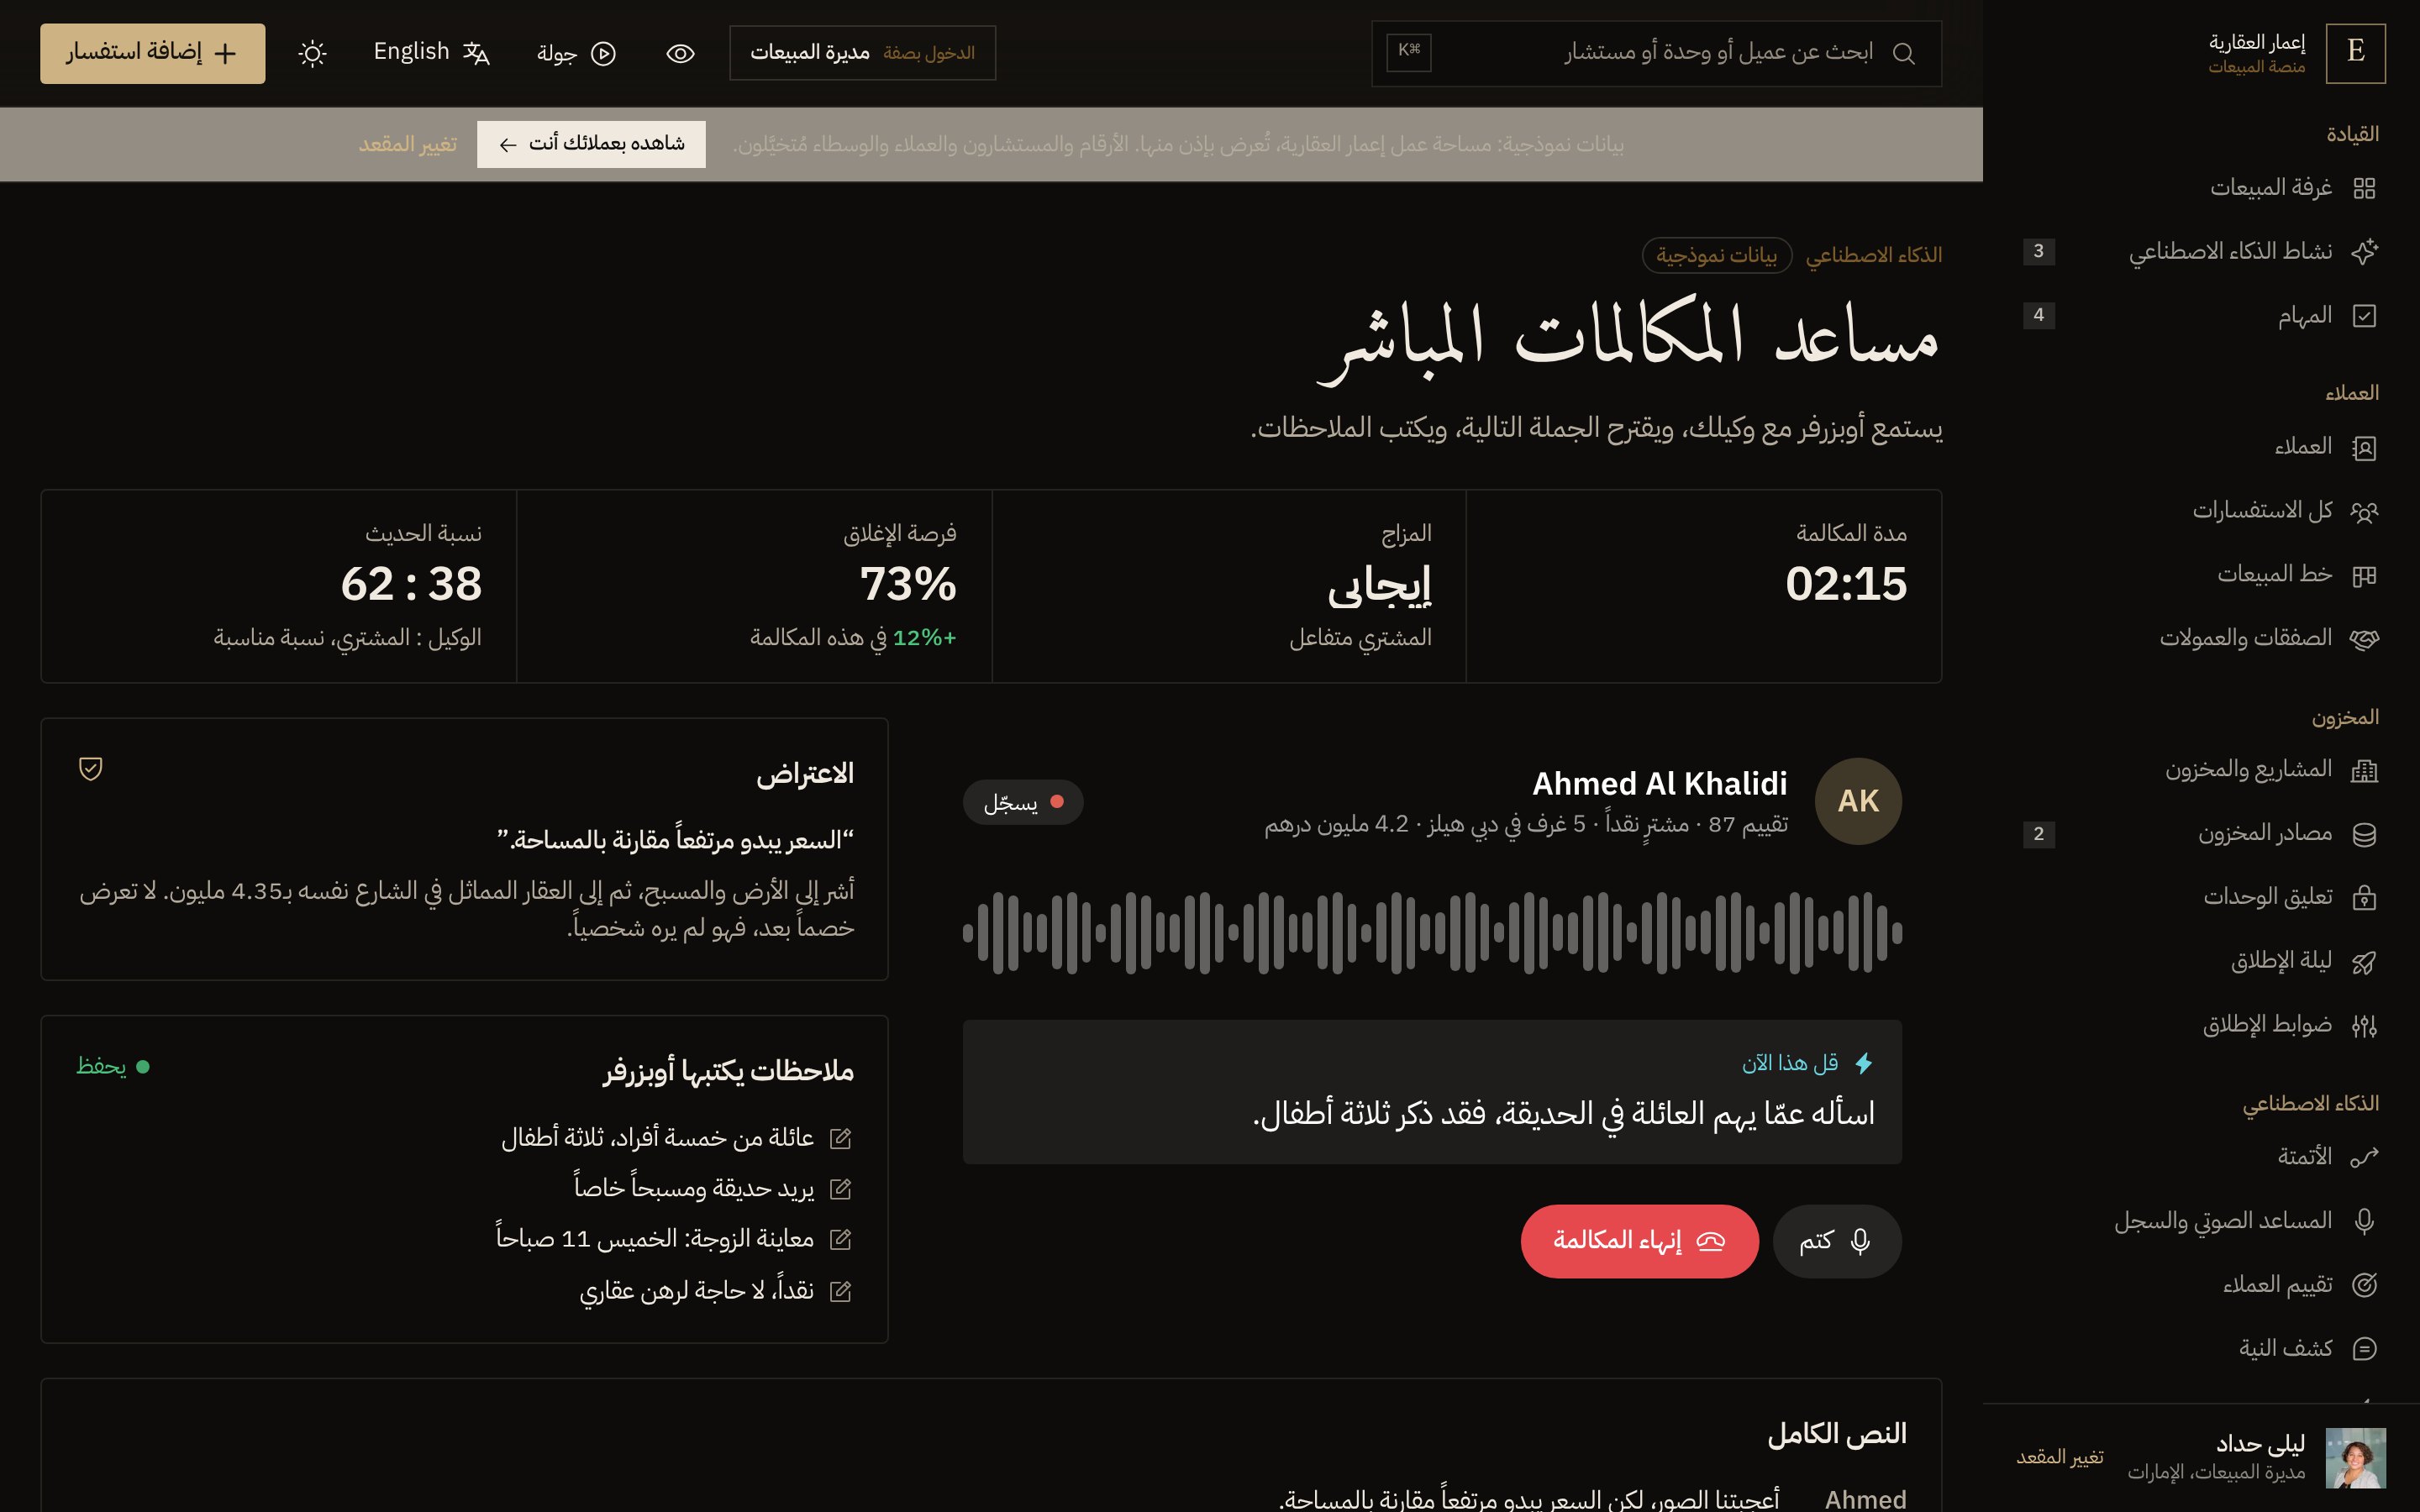 E
إعمار العقارية
منصة المبيعات
القيادة
غرفة المبيعات
نشاط الذكاء الاصطناعي 3
المهام 4
العملاء
العملاء
كل الاستفسارات
خط المبيعات
الصفقات والعمولات
المخزون
المشاريع والمخزون
مصادر المخزون 2
تعليق الوحدات
ليلة الإطلاق
ضوابط الإطلاق
الذكاء الاصطناعي
الأتمتة
المساعد الصوتي والسجل
تقييم العملاء
كشف النية
ليلى حداد
مديرة المبيعات، الإمارات
تغيير المقعد
ابحث عن عميل أو وحدة أو مستشار
⌘K
الدخول بصفة مديرة المبيعات
جولة
English
إضافة استفسار
بيانات نموذجية: مساحة عمل إعمار العقارية، تُعرض بإذن منها. الأرقام والمستشارون والعملاء والوسطاء مُتخيَّلون.
شاهده بعملائك أنت ←
تغيير المقعد
الذكاء الاصطناعي بيانات نموذجية
مساعد المكالمات المباشر
يستمع أوبزرفر مع وكيلك، ويقترح الجملة التالية، ويكتب الملاحظات.
مدة المكالمة
02:15
المزاج
إيجابي
المشتري متفاعل
فرصة الإغلاق
73%
+12% في هذه المكالمة
نسبة الحديث
62 : 38
الوكيل : المشتري، نسبة مناسبة
AK
Ahmed Al Khalidi
تقييم 87 · مشترٍ نقداً · 5 غرف في دبي هيلز · 4.2 مليون درهم
يسجّل
قل هذا الآن
اسأله عمّا يهم العائلة في الحديقة، فقد ذكر ثلاثة أطفال.
كتم
إنهاء المكالمة
الاعتراض
“السعر يبدو مرتفعاً مقارنة بالمساحة.”
أشر إلى الأرض والمسبح، ثم إلى العقار المماثل في الشارع نفسه بـ4.35 مليون. لا تعرض
خصماً بعد، فهو لم يره شخصياً.
ملاحظات يكتبها أوبزرفر
يحفظ
عائلة من خمسة أفراد، ثلاثة أطفال
يريد حديقة ومسبحاً خاصاً
معاينة الزوجة: الخميس 11 صباحاً
نقداً، لا حاجة لرهن عقاري
النص الكامل
Ahmed أعجبتنا الصور، لكن السعر يبدو مرتفعاً مقارنة بالمساحة.